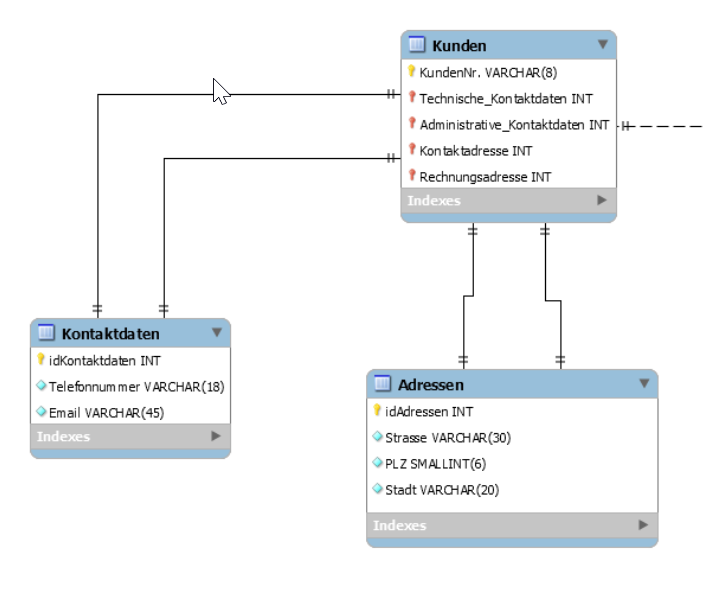 Kunden
KundenNr. VARCHAR(8)
Technische_Kontaktdaten INT
Administrative_Kontaktdaten INT
Kontaktadresse INT
Rechnungsadresse INT
Indexes
Kontaktdaten
idKontaktdaten INT
Telefonnummer VARCHAR(18)
Email VARCHAR(45)
Indexes
Adressen
idAdressen INT
Strasse VARCHAR(30)
PLZ SMALLINT(6)
Stadt VARCHAR(20)
Indexes